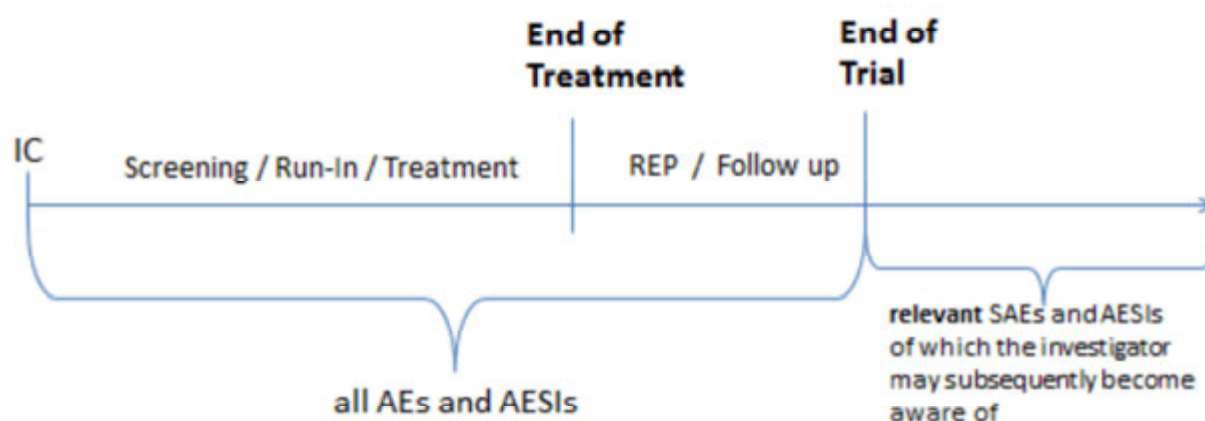 End of
Treatment
End of
Trial
IC
Screening / Run-In / Treatment
REP / Follow up
all AEs and AESIs
relevant SAEs and AESIs
of which the investigator
may subsequently become
aware of